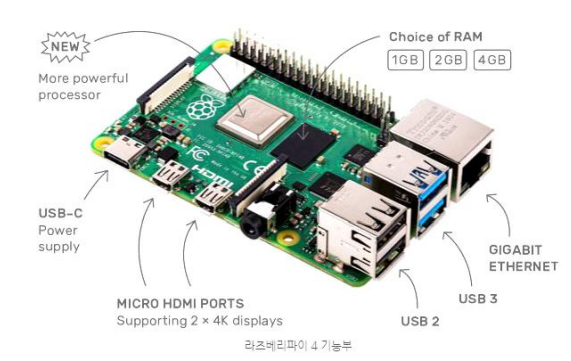 NEW
More powerful
processor
Choice of RAM
1GB 2GB 4GB
USB-C
Power
supply
MICRO HDMI PORTS
Supporting 2 × 4K displays
USB 2
USB 3
GIGABIT
ETHERNET
HDMI
라즈베리파이 4 기능부